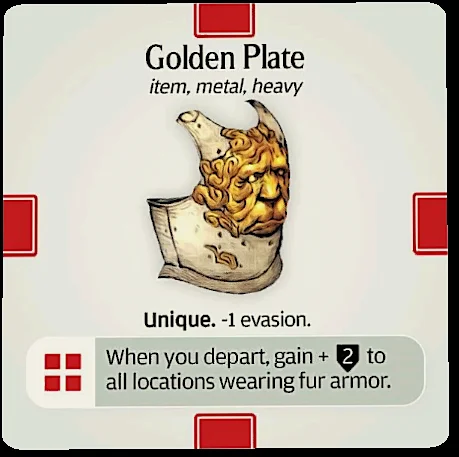 Golden Plate
item, metal, heavy
Unique. -1 evasion.
When you depart, gain + 2 to
all locations wearing fur armor.